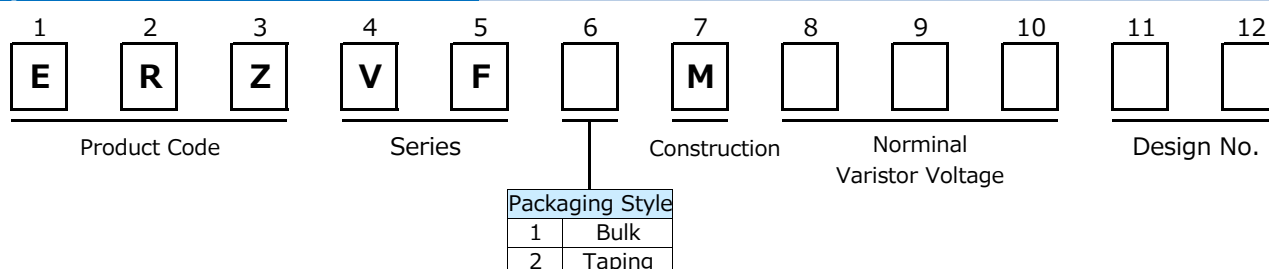 1 2 3 4 5 6 7 8 9 10 11 12
E R Z V F M
Product Code Series Construction Norminal Varistor Voltage Design No.
Packaging Style
1 Bulk
2 Taping